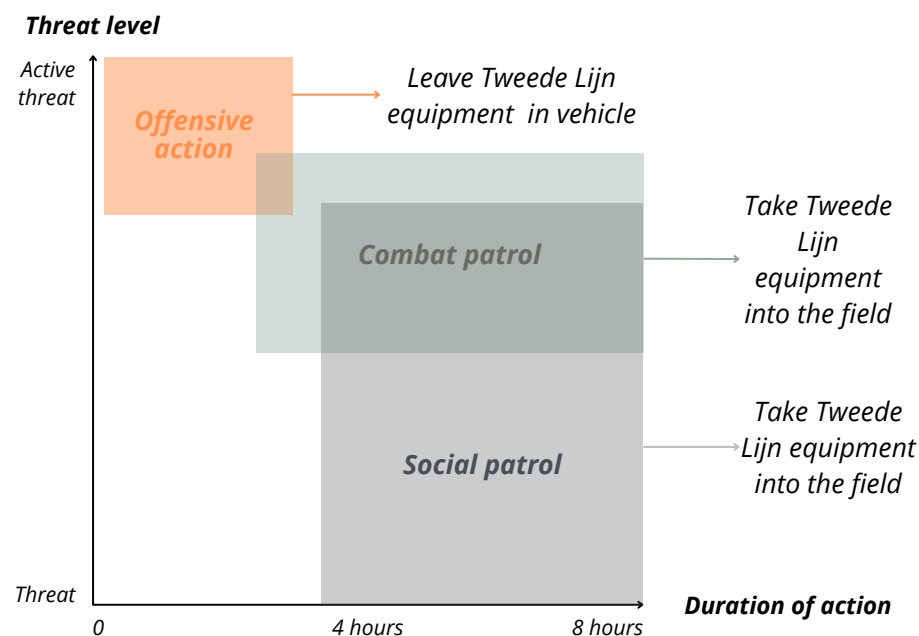 Threat level
Active
threat
Offensive
action
Leave Tweede Lijn
equipment in vehicle
Combat patrol
Take Tweede
Lijn
equipment
into the field
Social patrol
Take Tweede
Lijn equipment
into the field
Threat
0
4 hours
8 hours
Duration of action